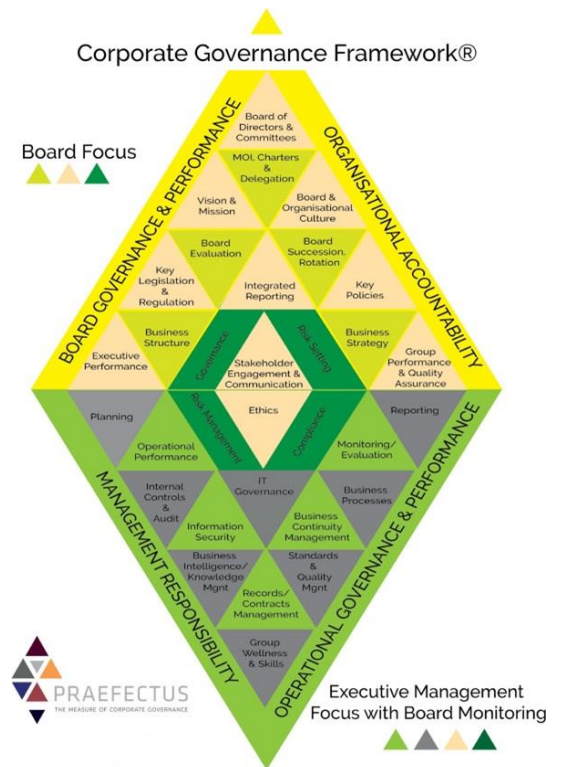 Corporate Governance Framework®
Board Focus
BOARD GOVERNANCE & PERFORMANCE
ORGANISATIONAL ACCOUNTABILITY
Board of
Directors &
Committees
MOI, Charters
&
Delegation
Vision &
Mission
Board &
Organisational
Culture
Board
Evaluation
Board
Succession,
Rotation
Key
Legislation
&
Regulation
Integrated
Reporting
Key
Policies
Executive
Performance
Business
Structure
Governance
Risk Setting
Stakeholder
Engagement &
Communication
Business
Strategy
Group
Performance
& Quality
Assurance
Planning
Operational
Performance
Risk Management
Ethics
Compliance
Monitoring/
Evaluation
Reporting
Internal
Controls
&
Audit
Information
Security
IT
Governance
Business
Continuity
Management
Business
Processes
Business
Intelligence/
Knowledge
Mgnt
Records/
Contracts
Management
Standards
&
Quality
Mgnt
Group
Wellness
& Skills
MANAGEMENT RESPONSIBILITY
OPERATIONAL GOVERNANCE & PERFORMANCE
PRAEFECTUS
THE MEASURE OF CORPORATE GOVERNANCE
Executive Management
Focus with Board Monitoring